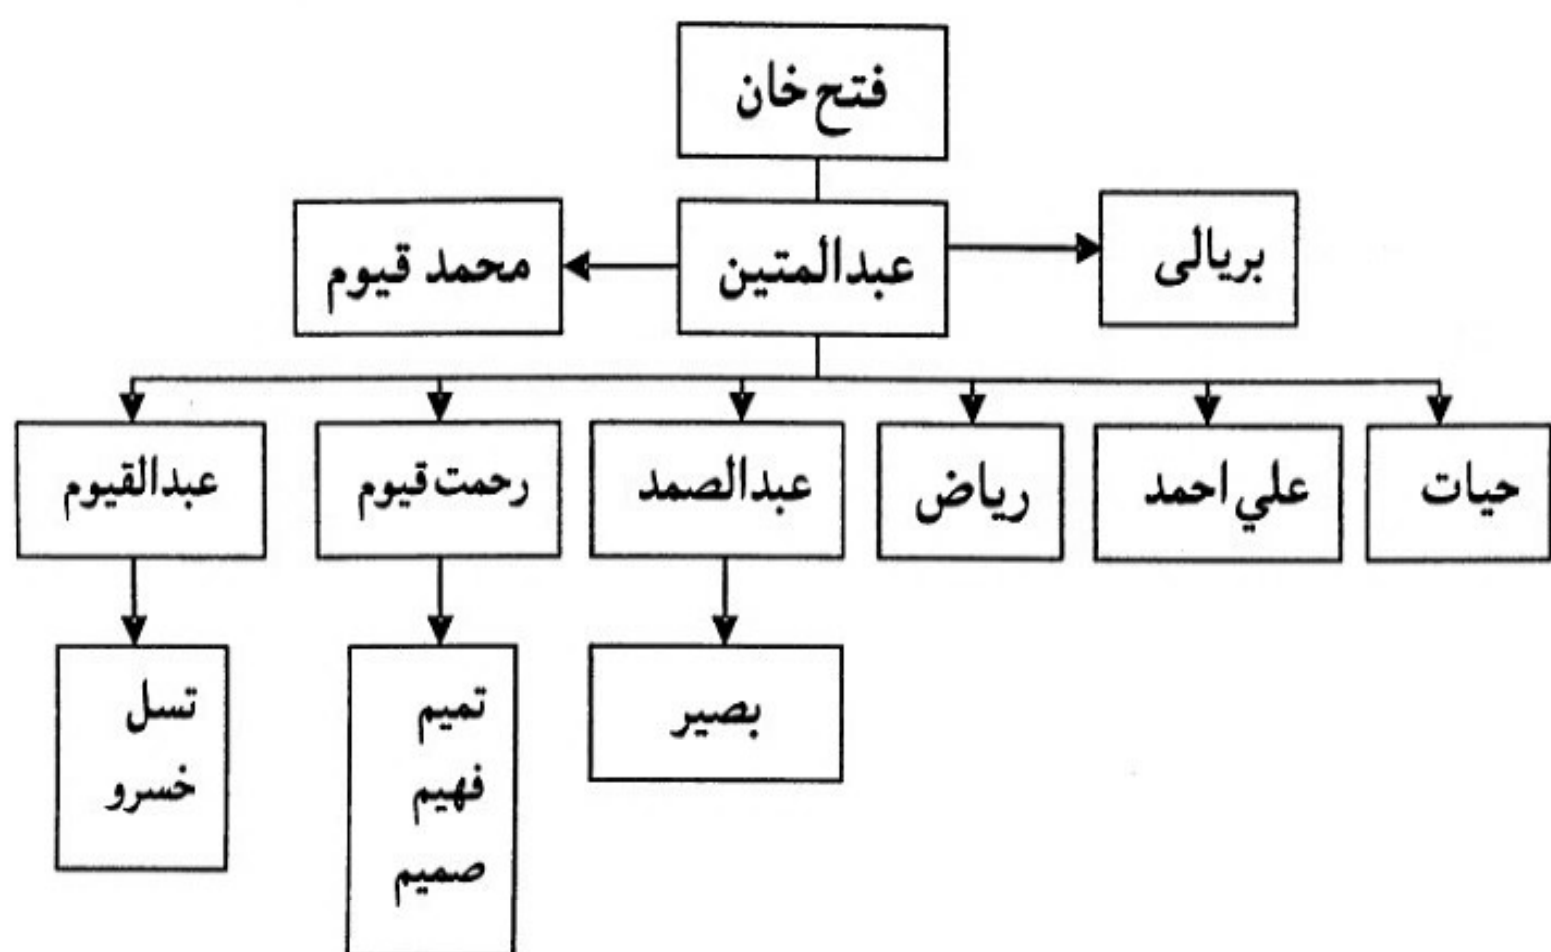 فتح خان
بريالى
عبدالمتين
محمد قيوم
حيات
علي احمد
رياض
عبدالصمد
رحمت قيوم
عبدالقيوم
بصير
تميم
فهيم
صميم
تسل
خسرو